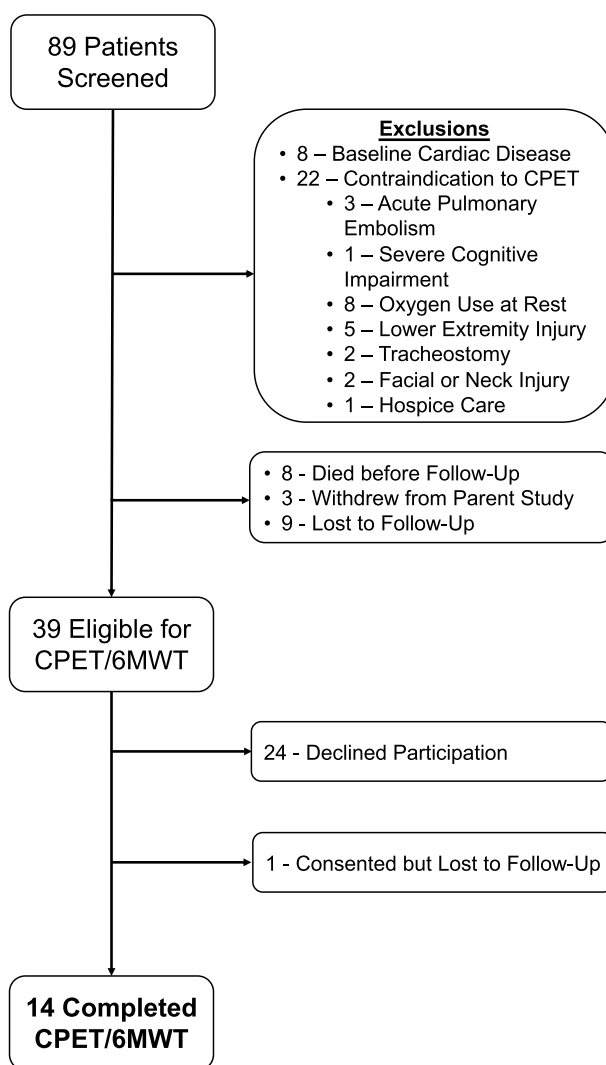 89 Patients
Screened
Exclusions
• 8 – Baseline Cardiac Disease
• 22 – Contraindication to CPET
• 3 – Acute Pulmonary
Embolism
• 1 – Severe Cognitive
Impairment
• 8 – Oxygen Use at Rest
• 5 – Lower Extremity Injury
• 2 – Tracheostomy
• 2 – Facial or Neck Injury
• 1 – Hospice Care
• 8 - Died before Follow-Up
• 3 - Withdrew from Parent Study
• 9 - Lost to Follow-Up
39 Eligible for
CPET/6MWT
24 - Declined Participation
1 - Consented but Lost to Follow-Up
14 Completed
CPET/6MWT